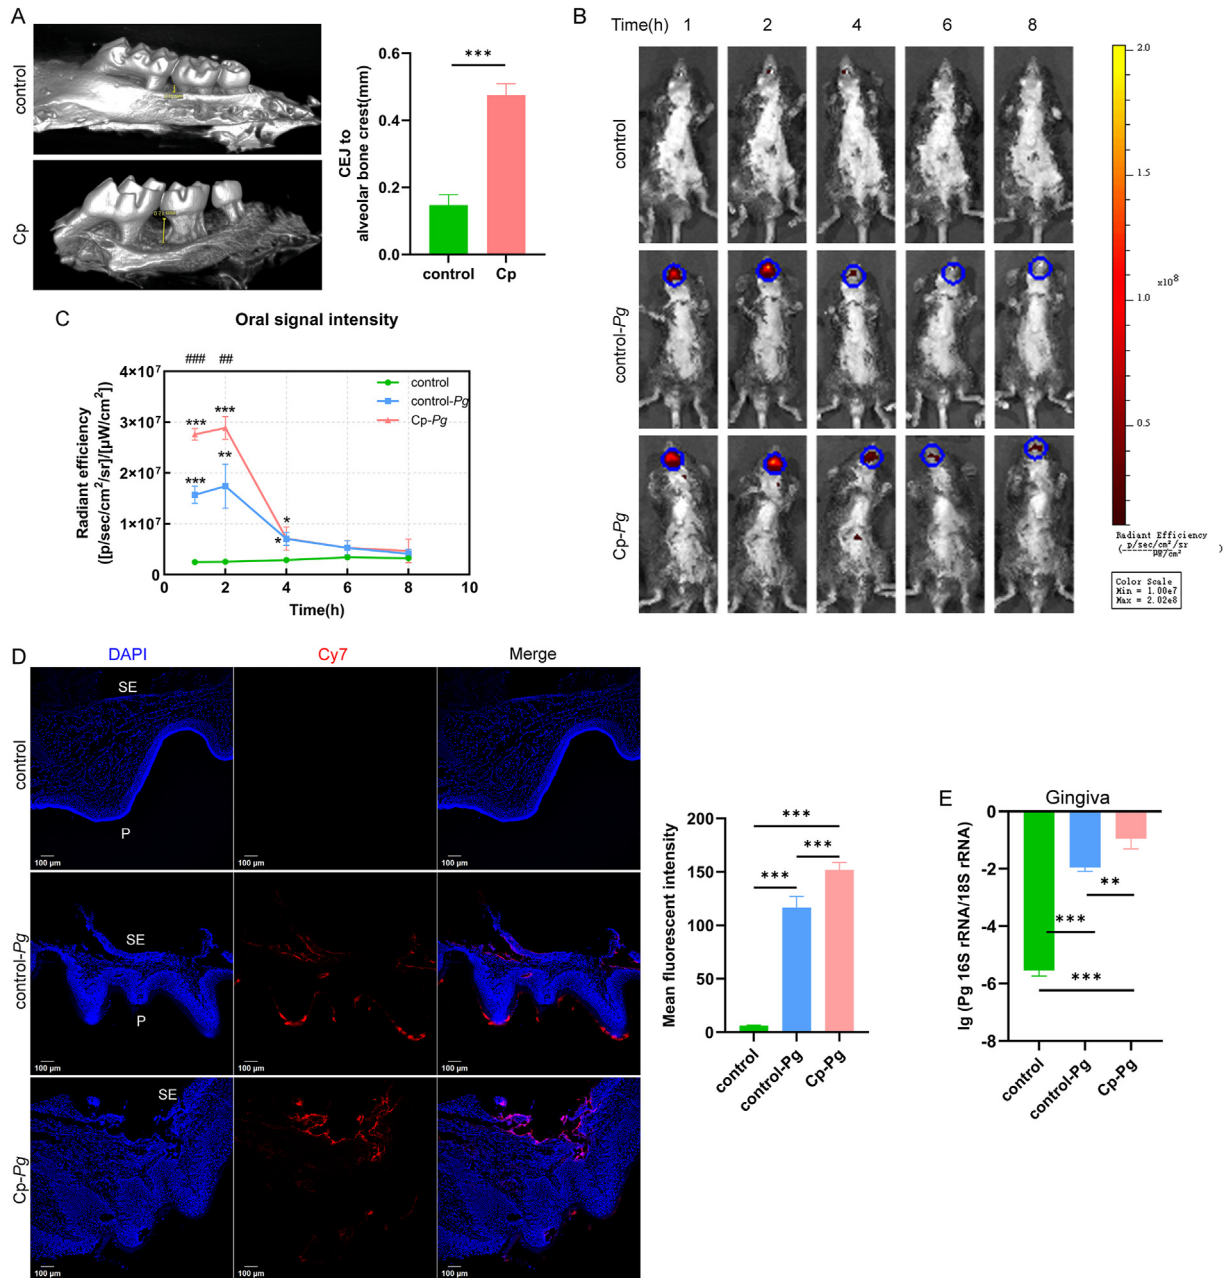 A
control
Cp
CEJ to
alveolar bone crest(mm)
0.6
0.4
0.2
0.0
***
control
Cp
B
Time(h)
1
2
4
6
8
control
control-Pg
Cp-Pg
2.0
1.5
x10⁸
1.0
0.5
Radiant Efficiency
Color Scale
Min = 1.00e7
Max = 2.02e8
C
Oral signal intensity
Radiant efficiency
([p/sec/cm²/sr]/[µW/cm²])
4×10⁷
3×10⁷
2×10⁷
1×10⁷
0
###
##
***
***
**
***
*
*
control
control-Pg
Cp-Pg
0
2
4
6
8
10
Time(h)
D
DAPI
Cy7
Merge
control
SE
P
100 µm
100 µm
100 µm
control-Pg
SE
P
100 µm
100 µm
100 µm
Cp-Pg
SE
100 µm
100 µm
100 µm
Mean fluorescent intensity
200
150
100
50
0
***
***
***
control
control-Pg
Cp-Pg
E
Gingiva
lg (Pg 16S rRNA/18S rRNA)
0
-2
-4
-6
-8
**
***
***
control
control-Pg
Cp-Pg